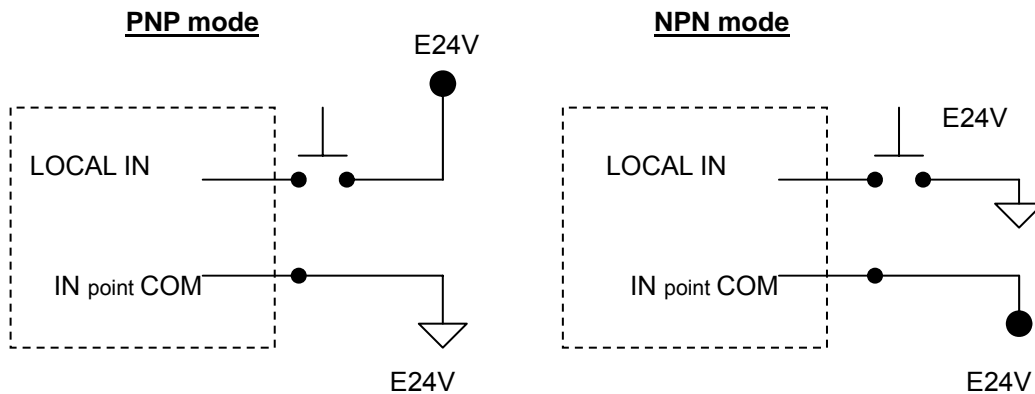 PNP mode
E24V
LOCAL IN
IN point COM
E24V
NPN mode
E24V
LOCAL IN
IN point COM
E24V